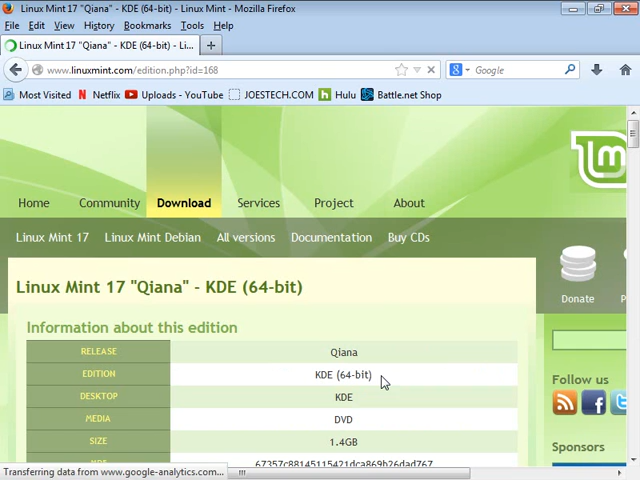 Linux Mint 17 "Qiana" - KDE (64-bit) - Linux Mint - Mozilla Firefox
File Edit View History Bookmarks Tools Help
Linux Mint 17 "Qiana" - KDE (64-bit) - Li...
www.linuxmint.com/edition.php?id=168
Google
Most Visited Netflix Uploads - YouTube JOESTECH.COM Hulu Battle.net Shop
Home Community Download Services Project About
Linux Mint 17 Linux Mint Debian All versions Documentation Buy CDs
Donate
Linux Mint 17 "Qiana" - KDE (64-bit)
Information about this edition
RELEASE Qiana
EDITION KDE (64-bit)
DESKTOP KDE
MEDIA DVD
SIZE 1.4GB
Follow us
Sponsors
Transferring data from www.google-analytics.com...